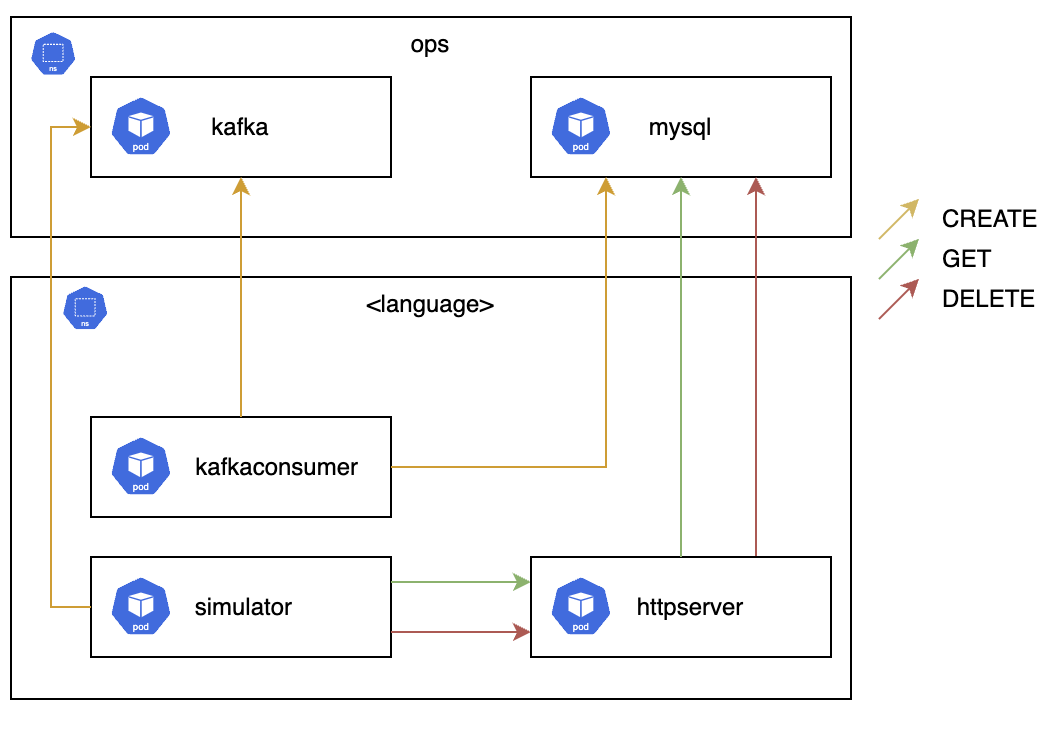 ops
ns
kafka
pod
mysql
pod
CREATE
GET
DELETE
<language>
ns
kafkaconsumer
pod
simulator
pod
httpserver
pod